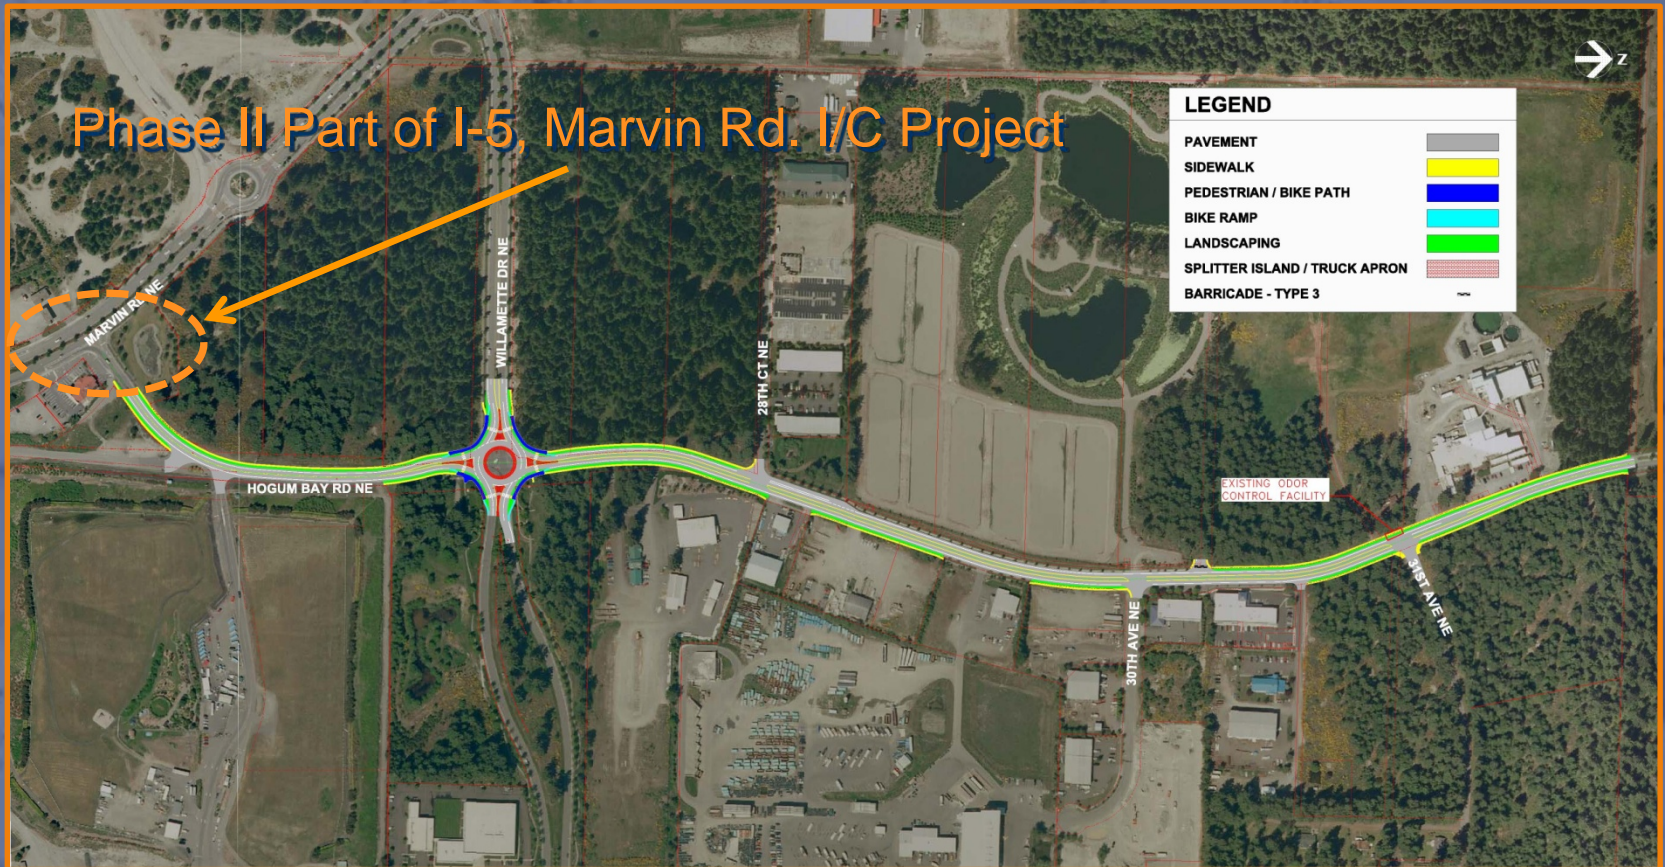 Phase II Part of I-5, Marvin Rd. I/C Project
Z
LEGEND
PAVEMENT
SIDEWALK
PEDESTRIAN / BIKE PATH
BIKE RAMP
LANDSCAPING
SPLITTER ISLAND / TRUCK APRON
BARRICADE - TYPE 3
MARVIN RD NE
WILLAMETTE DR NE
28TH CT NE
HOGUM BAY RD NE
EXISTING ODOR
CONTROL FACILITY
31ST AVE NE
30TH AVE NE